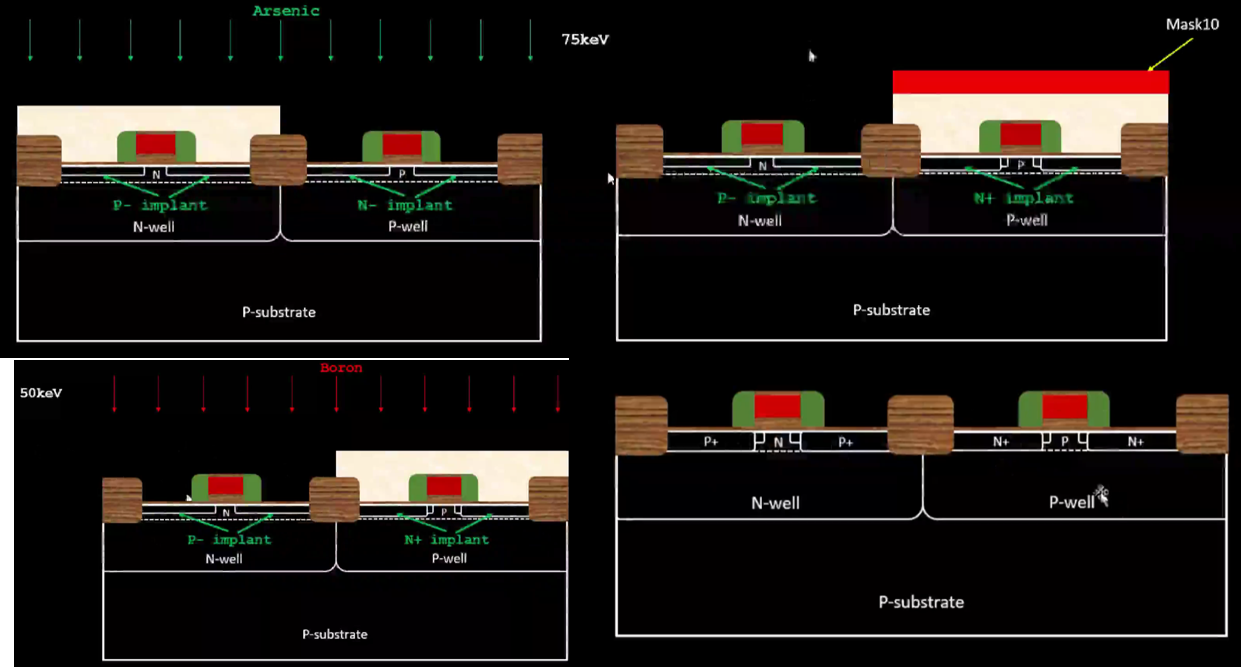 Arsenic
75keV
N
P
P- implant
N- implant
N-well
P-well
P-substrate
Mask10
N
P
P- implant
N+ implant
N-well
P-well
P-substrate
Boron
50keV
N
P
P- implant
N+ implant
N-well
P-well
P-substrate
P+
N
P+
N+
P
N+
N-well
P-well
P-substrate